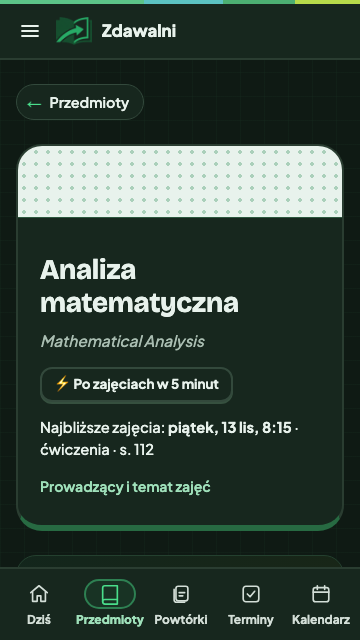 Zdawalni
← Przedmioty
Analiza
matematyczna
Mathematical Analysis
⚡ Po zajęciach w 5 minut
Najbliższe zajęcia: piątek, 13 lis, 8:15 ·
ćwiczenia · s. 112
Prowadzący i temat zajęć
Dziś
Przedmioty
Powtórki
Terminy
Kalendarz